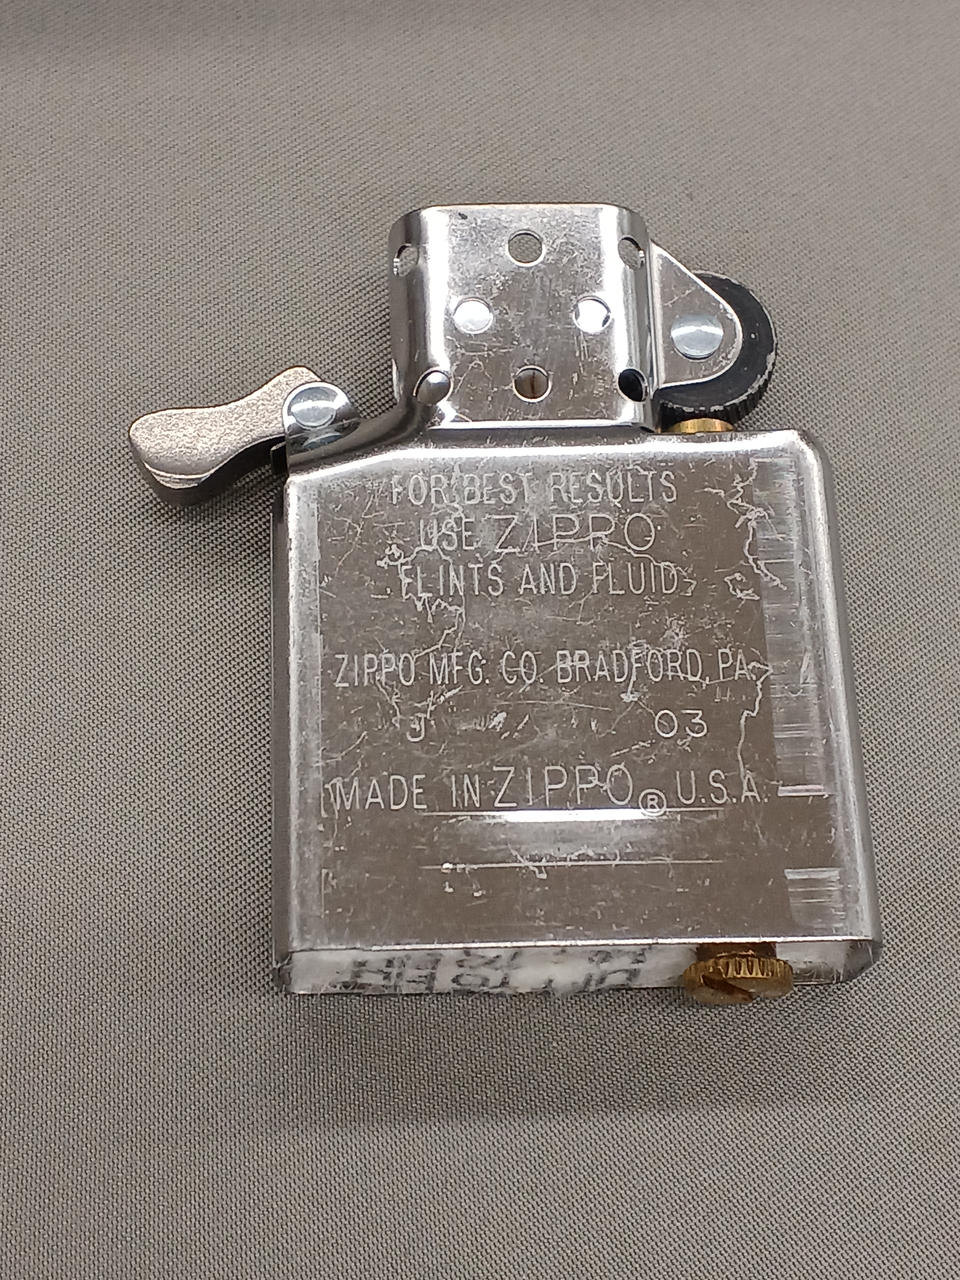 FOR BEST RESULTS
USE ZIPPO
FLINTS AND FLUID
ZIPPO MFG. CO. BRADFORD, PA.
J 03
MADE IN ZIPPO® U.S.A.